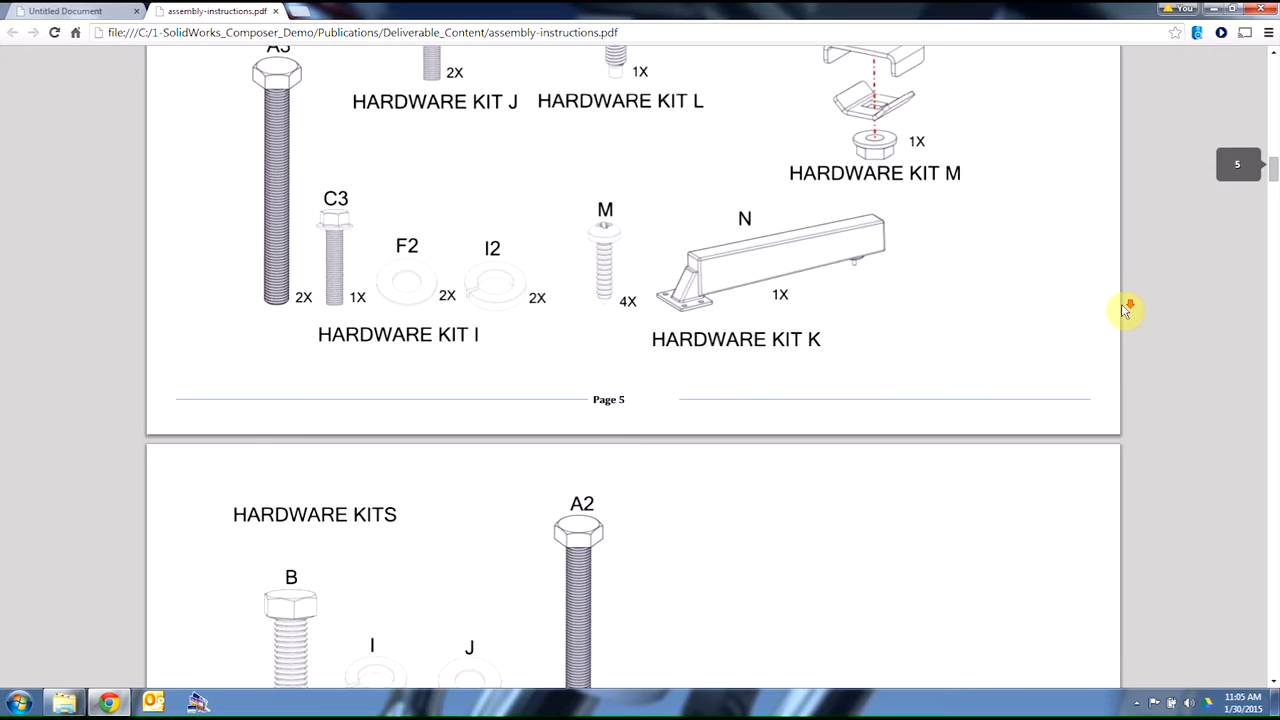 Untitled Document
assembly-instructions.pdf
You
file:///C:/1-SolidWorks_Composer_Demo/Publications/Deliverable_Content/assembly-instructions.pdf
A3
2X
HARDWARE KIT J
1X
HARDWARE KIT L
1X
HARDWARE KIT M
5
C3
F2
I2
2X
1X
2X
2X
HARDWARE KIT I
M
4X
N
1X
HARDWARE KIT K
Page 5
HARDWARE KITS
A2
B
I
J
11:05 AM
1/30/2015